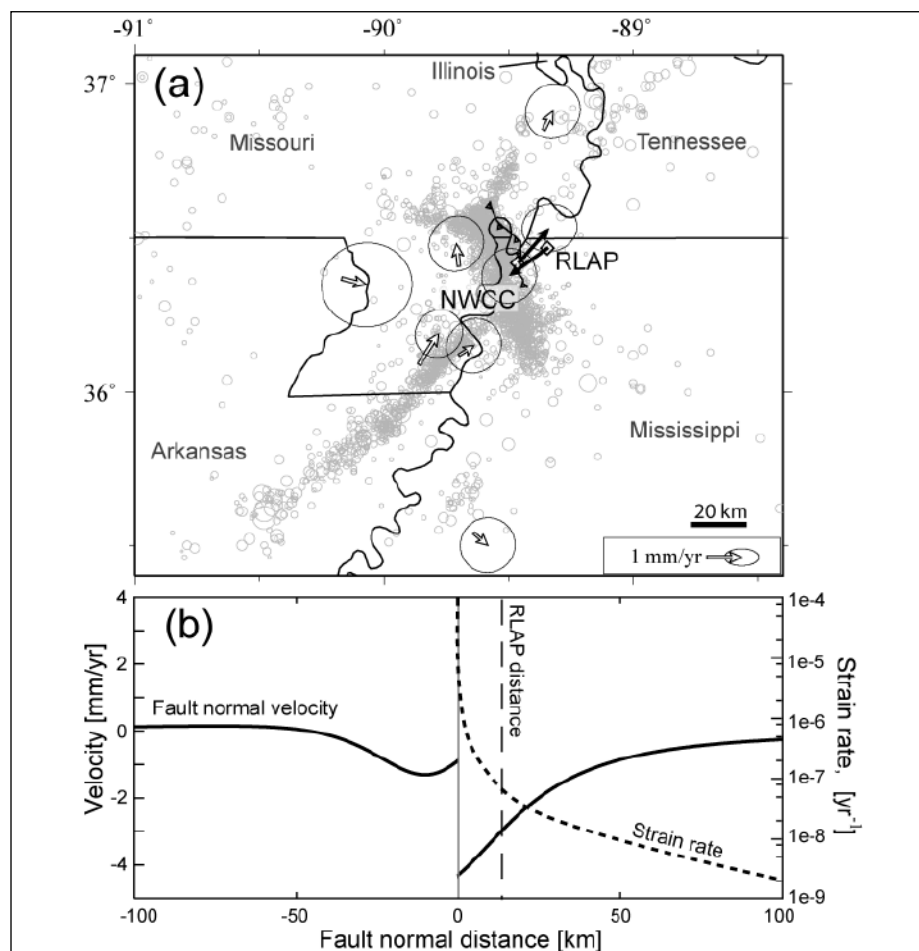 -91°
-90°
-89°
37°
(a)
Illinois
Missouri
Tennessee
RLAP
NWCC
36°
Arkansas
Mississippi
20 km
1 mm/yr
4
2
0
-2
-4
Velocity [mm/yr]
(b)
Fault normal velocity
RLAP distance
Strain rate
1e-4
1e-5
1e-6
1e-7
1e-8
1e-9
Strain rate, [yr⁻¹]
-100
-50
0
50
100
Fault normal distance [km]